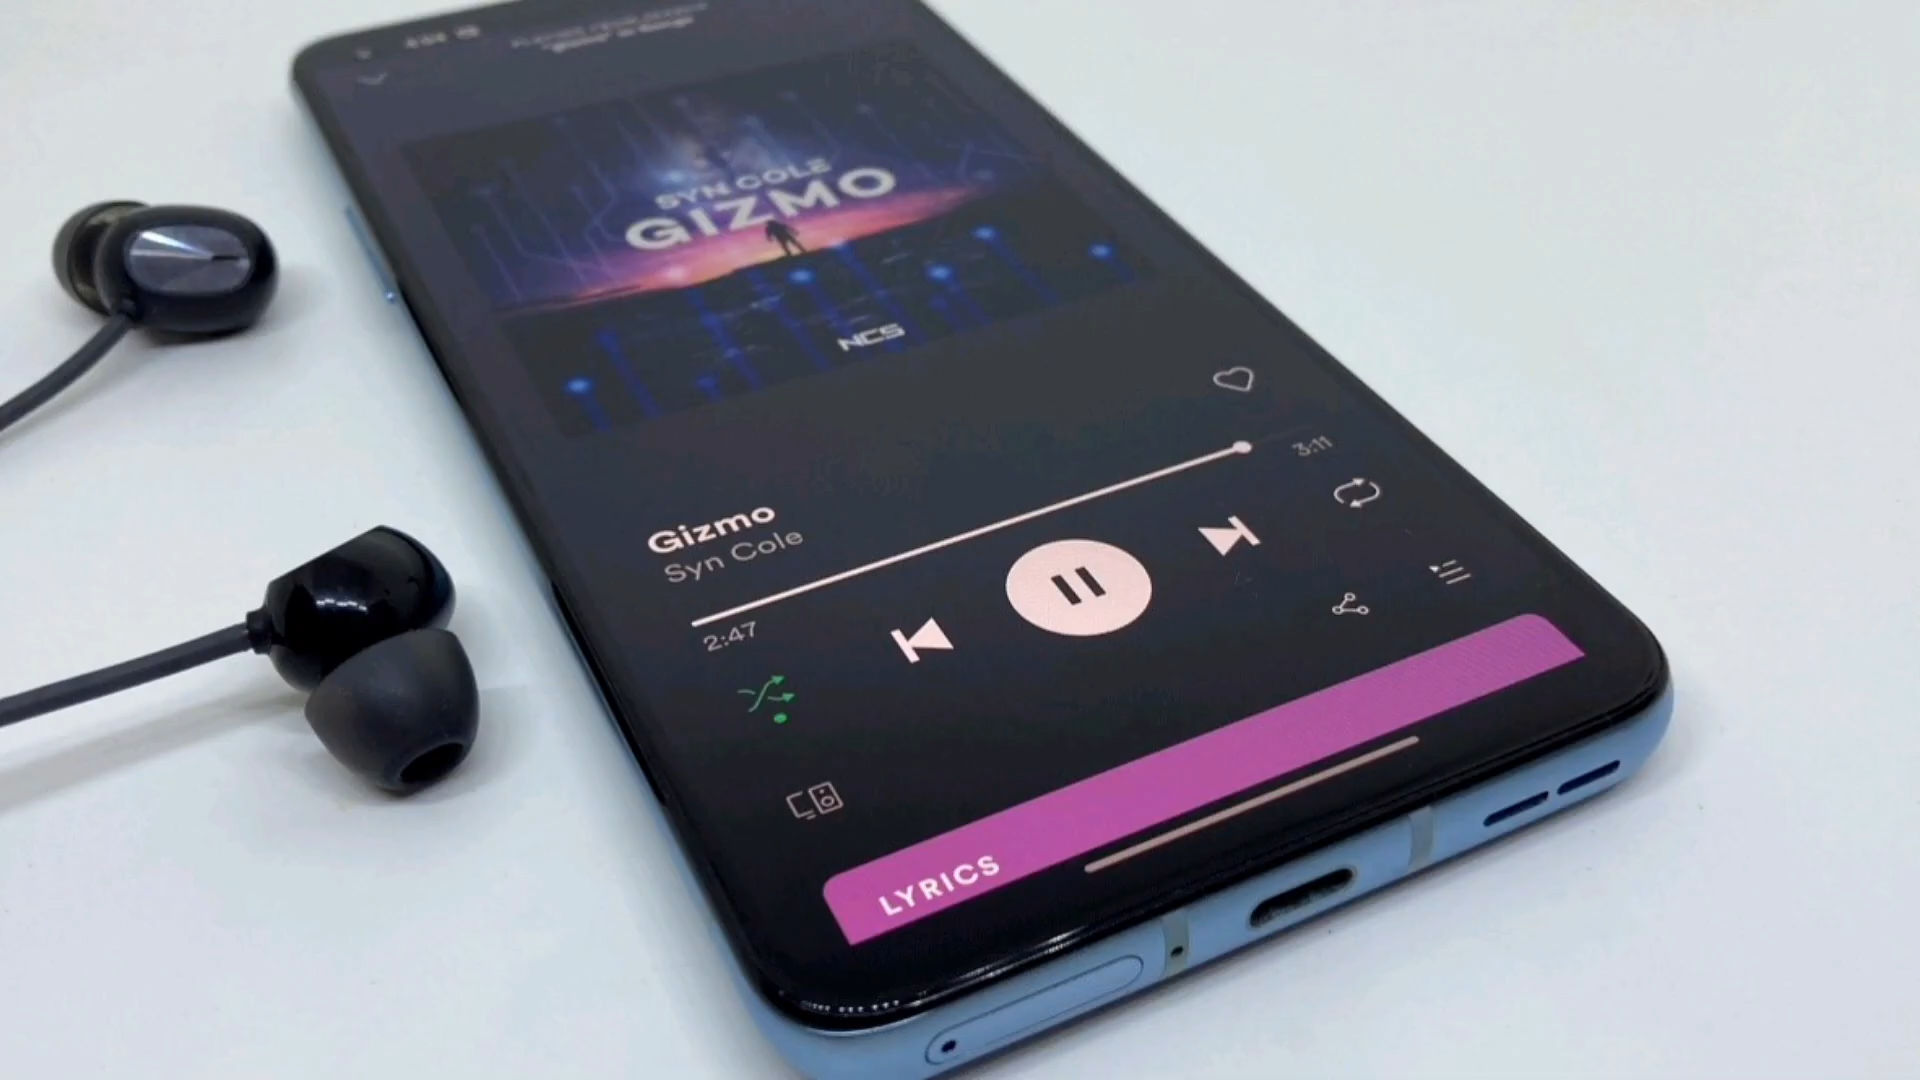 SYN COLE
GIZMO
NCS
Gizmo
Syn Cole
2:47
3:11
LYRICS